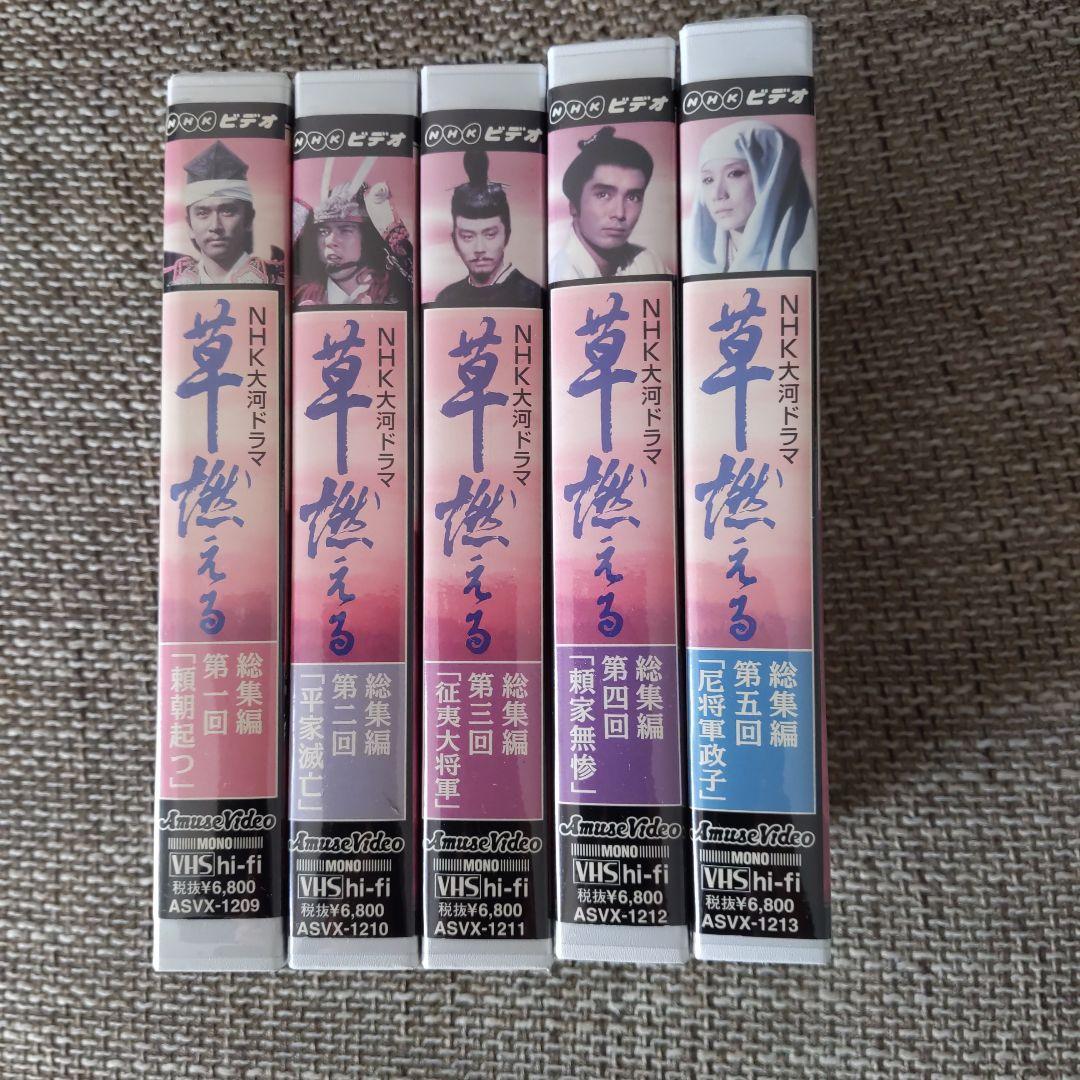 NHKビデオ
NHK大河ドラマ
草燃える
総集編
第一回
「頼朝起つ」
AmuseVideo
MONO
VHS hi-fi
税抜¥6,800
ASVX-1209
NHKビデオ
NHK大河ドラマ
草燃える
総集編
第二回
「平家滅亡」
AmuseVideo
MONO
VHS hi-fi
税抜¥6,800
ASVX-1210
NHKビデオ
NHK大河ドラマ
草燃える
総集編
第三回
「征夷大将軍」
AmuseVideo
MONO
VHS hi-fi
税抜¥6,800
ASVX-1211
NHKビデオ
NHK大河ドラマ
草燃える
総集編
第四回
「頼家無惨」
AmuseVideo
MONO
VHS hi-fi
税抜¥6,800
ASVX-1212
NHKビデオ
NHK大河ドラマ
草燃える
総集編
第五回
「尼将軍政子」
AmuseVideo
MONO
VHS hi-fi
税抜¥6,800
ASVX-1213